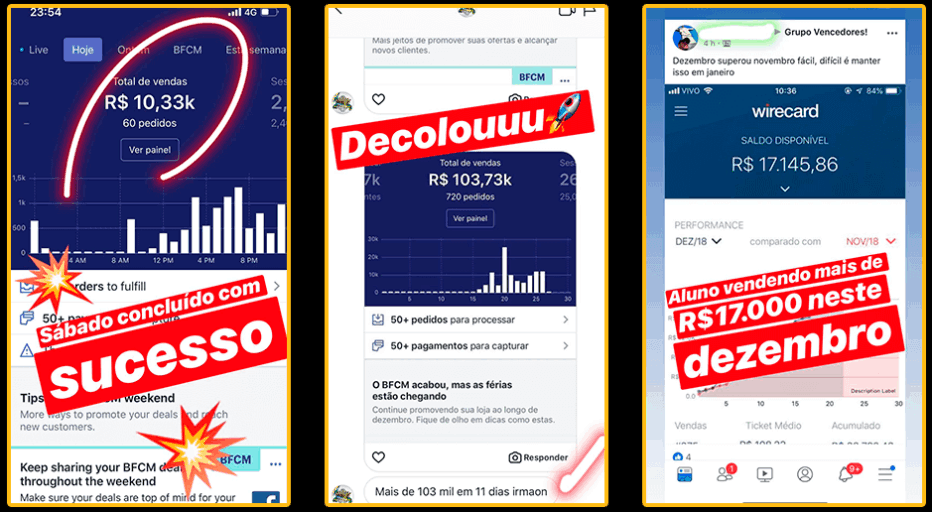 23:54
4G
Live
Hoje
Ontem
BFCM
Esta semana
Total de vendas
R$ 10,33k
60 pedidos
Ver painel
1,5k
1000
500
0
4 AM
8 AM
12 PM
4 PM
8 PM
orders to fulfill
50+
Sábado concluído com
sucesso
Tips
weekend
More ways to promote your deals and reach
new customers.
BFCM
Keep sharing your BFCM
throughout the weekend
Make sure your deals are top of mind for your
Jeitos de promover suas ofertas e alcançar
novos clientes.
BFCM
Decolouuu
Total de vendas
R$ 103,73k
720 pedidos
Ver painel
30k
20k
10k
0
5
10
15
20
25
30
50+ pedidos para processar
50+ pagamentos para capturar
O BFCM acabou, mas as férias
estão chegando
Continue promovendo sua loja ao longo de
dezembro. Fique de olho em dicas como estas.
Responder
Mais de 103 mil em 11 dias irmaon
Grupo Vencedores!
4 h
Dezembro superou novembro fácil, difícil é manter
isso em janeiro
VIVO
10:36
84%
wirecard
SALDO DISPONÍVEL
R$ 17.145,86
PERFORMANCE
DEZ/18
comparado com
NOV/18
Aluno vendendo mais de
R$17.000 neste
dezembro
0.0
Description Label
5
10
15
20
25
30
Vendas
Ticket Médio
Acumulado
4
1
9+